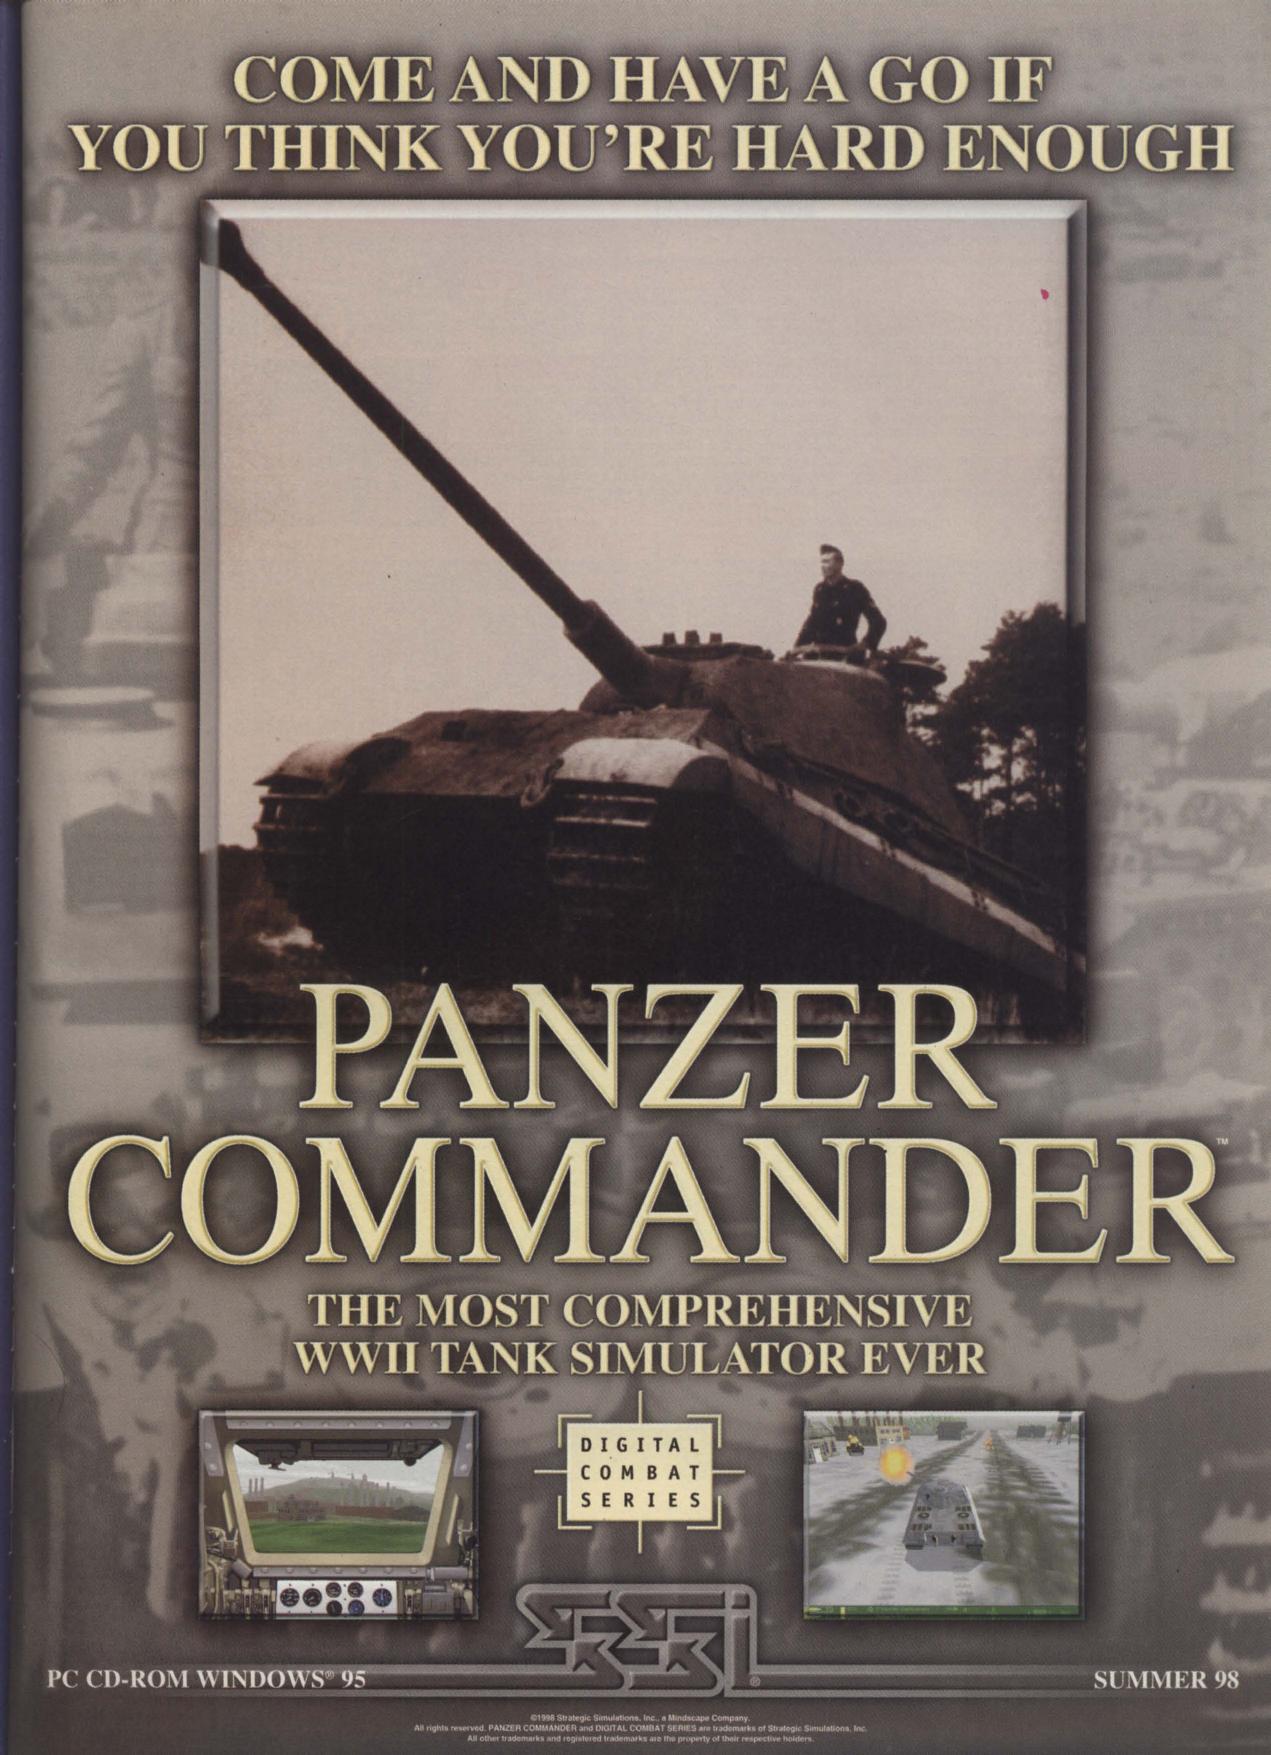 COME AND HAVE A GO IF
YOU THINK YOU'RE HARD ENOUGH
PANZER
COMMANDER™
THE MOST COMPREHENSIVE
WWII TANK SIMULATOR EVER
DIGITAL
COMBAT
SERIES
SSI®
PC CD-ROM WINDOWS® 95
SUMMER 98
©1998 Strategic Simulations, Inc., a Mindscape Company.
All rights reserved. PANZER COMMANDER and DIGITAL COMBAT SERIES are trademarks of Strategic Simulations, Inc.
All other trademarks and registered trademarks are the property of their respective holders.